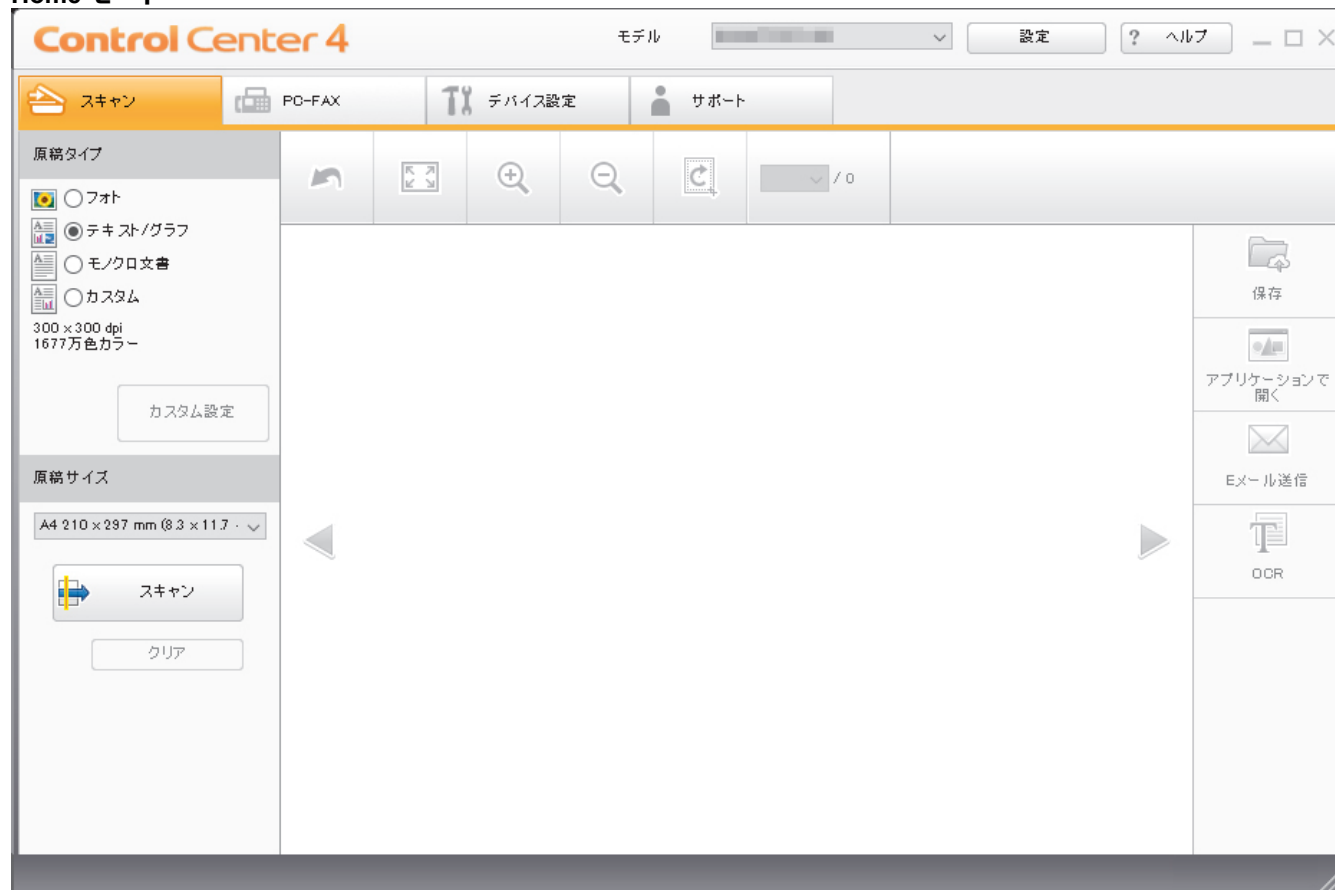 Control Center 4
モデル
設定
? ヘルプ
スキャン
PC-FAX
デバイス設定
サポート
原稿タイプ
フォト
テキスト/グラフ
モノクロ文書
カスタム
300 x 300 dpi
1677万色カラー
カスタム設定
原稿サイズ
A4 210 x 297 mm (8.3 x 11.7
スキャン
クリア
/ 0
保存
アプリケーションで
開く
Eメール送信
OCR